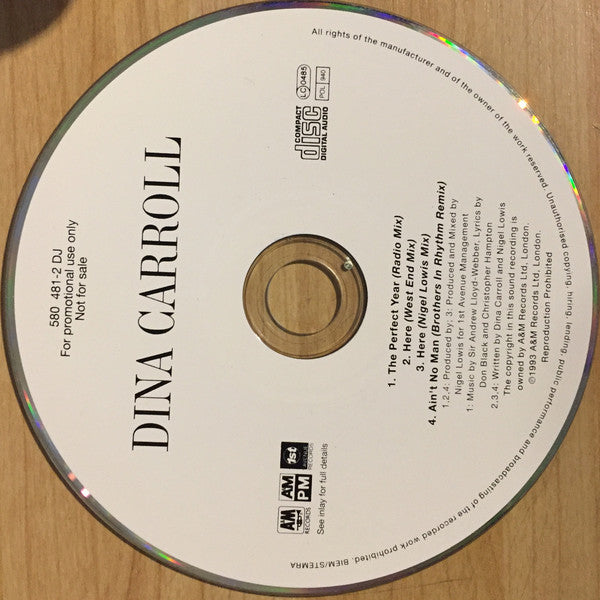 580 481-2 DJ
For promotional use only
Not for sale
DINA CARROLL
LC 0485
POL 940
COMPACT
disc
DIGITAL AUDIO
A&M
RECORDS
A&M
PM
1st
AVENUE
RECORDS
See inlay for full details
1. The Perfect Year (Radio Mix)
2. Here (West End Mix)
3. Here (Nigel Lowis Mix)
4. Ain't No Man (Brothers In Rhythm Remix)
1,2,4: Produced by: 3: Produced and Mixed by
Nigel Lowis for 1st Avenue Management
1: Music by Sir Andrew Lloyd-Webber, Lyrics by
Don Black and Christopher Hampton
2,3,4: Written by Dina Carroll and Nigel Lowis
The copyright in this sound recording is
owned by A&M Records Ltd, London.
©1993 A&M Records Ltd, London.
Reproduction Prohibited
All rights of the manufacturer and of the owner of the work reserved. Unauthorised copying, hiring, lending, public performance and broadcasting of the recorded work prohibited. BIEM/STEMRA